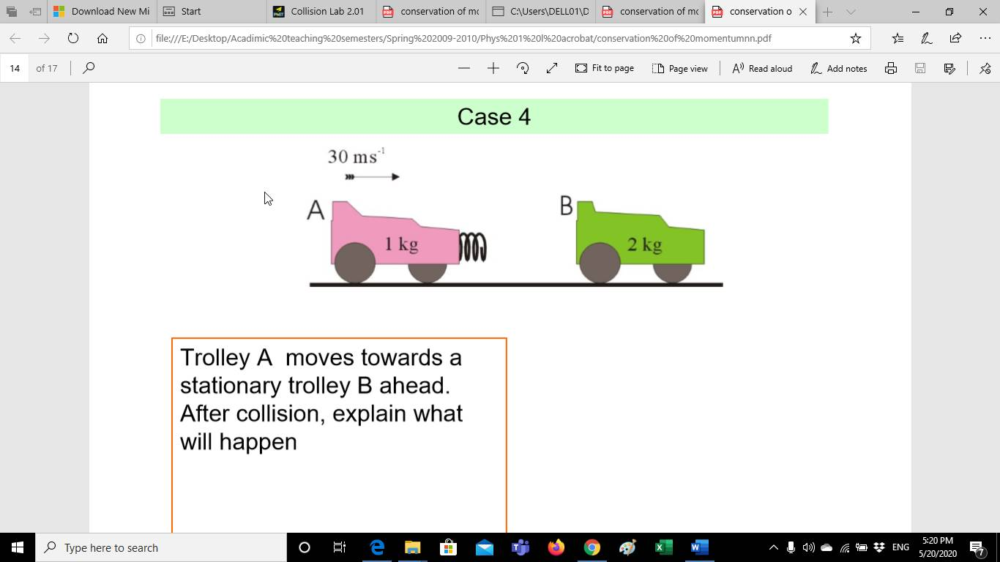 Download New Mi
Start
Collision Lab 2.01
conservation of mo
C:\Users\DELL01\D
conservation of mo
conservation o
file:///E:/Desktop/Acadimic%20teaching%20semesters/Spring%202009-2010/Phys%201%20l%20acrobat/conservation%20of%20momentumnn.pdf
14 of 17
Fit to page
Page view
Read aloud
Add notes
Case 4
30 ms-1
A
B
1 kg
2 kg
Trolley A moves towards a
stationary trolley B ahead.
After collision, explain what
will happen
Type here to search
ENG
5:20 PM
5/20/2020
7